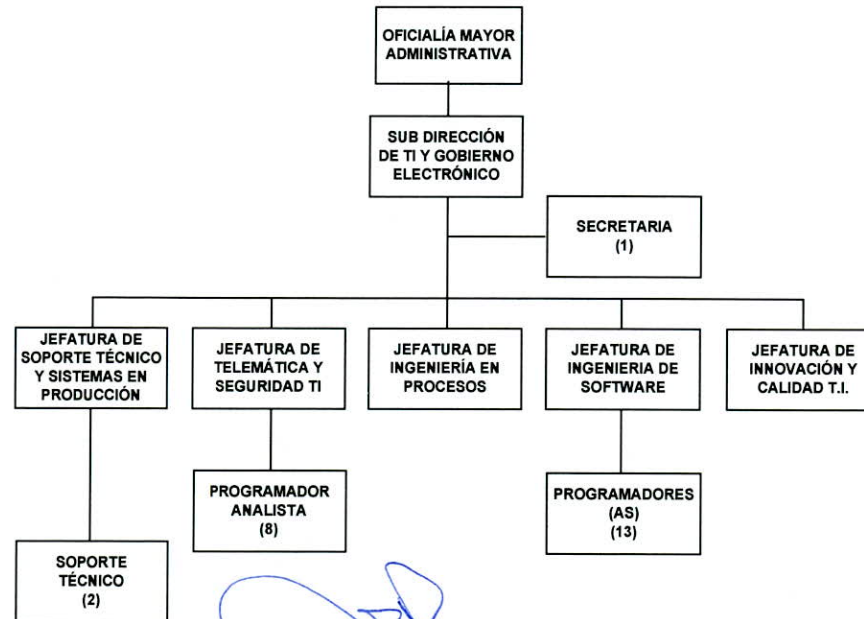 OFICIALÍA MAYOR
ADMINISTRATIVA
SUB DIRECCIÓN
DE TI Y GOBIERNO
ELECTRÓNICO
SECRETARIA
(1)
JEFATURA DE
SOPORTE TÉCNICO
Y SISTEMAS EN
PRODUCCIÓN
JEFATURA DE
TELEMÁTICA Y
SEGURIDAD TI
JEFATURA DE
INGENIERÍA EN
PROCESOS
JEFATURA DE
INGENIERIA DE
SOFTWARE
JEFATURA DE
INNOVACIÓN Y
CALIDAD T.I.
PROGRAMADOR
ANALISTA
(8)
PROGRAMADORES
(AS)
(13)
SOPORTE
TÉCNICO
(2)